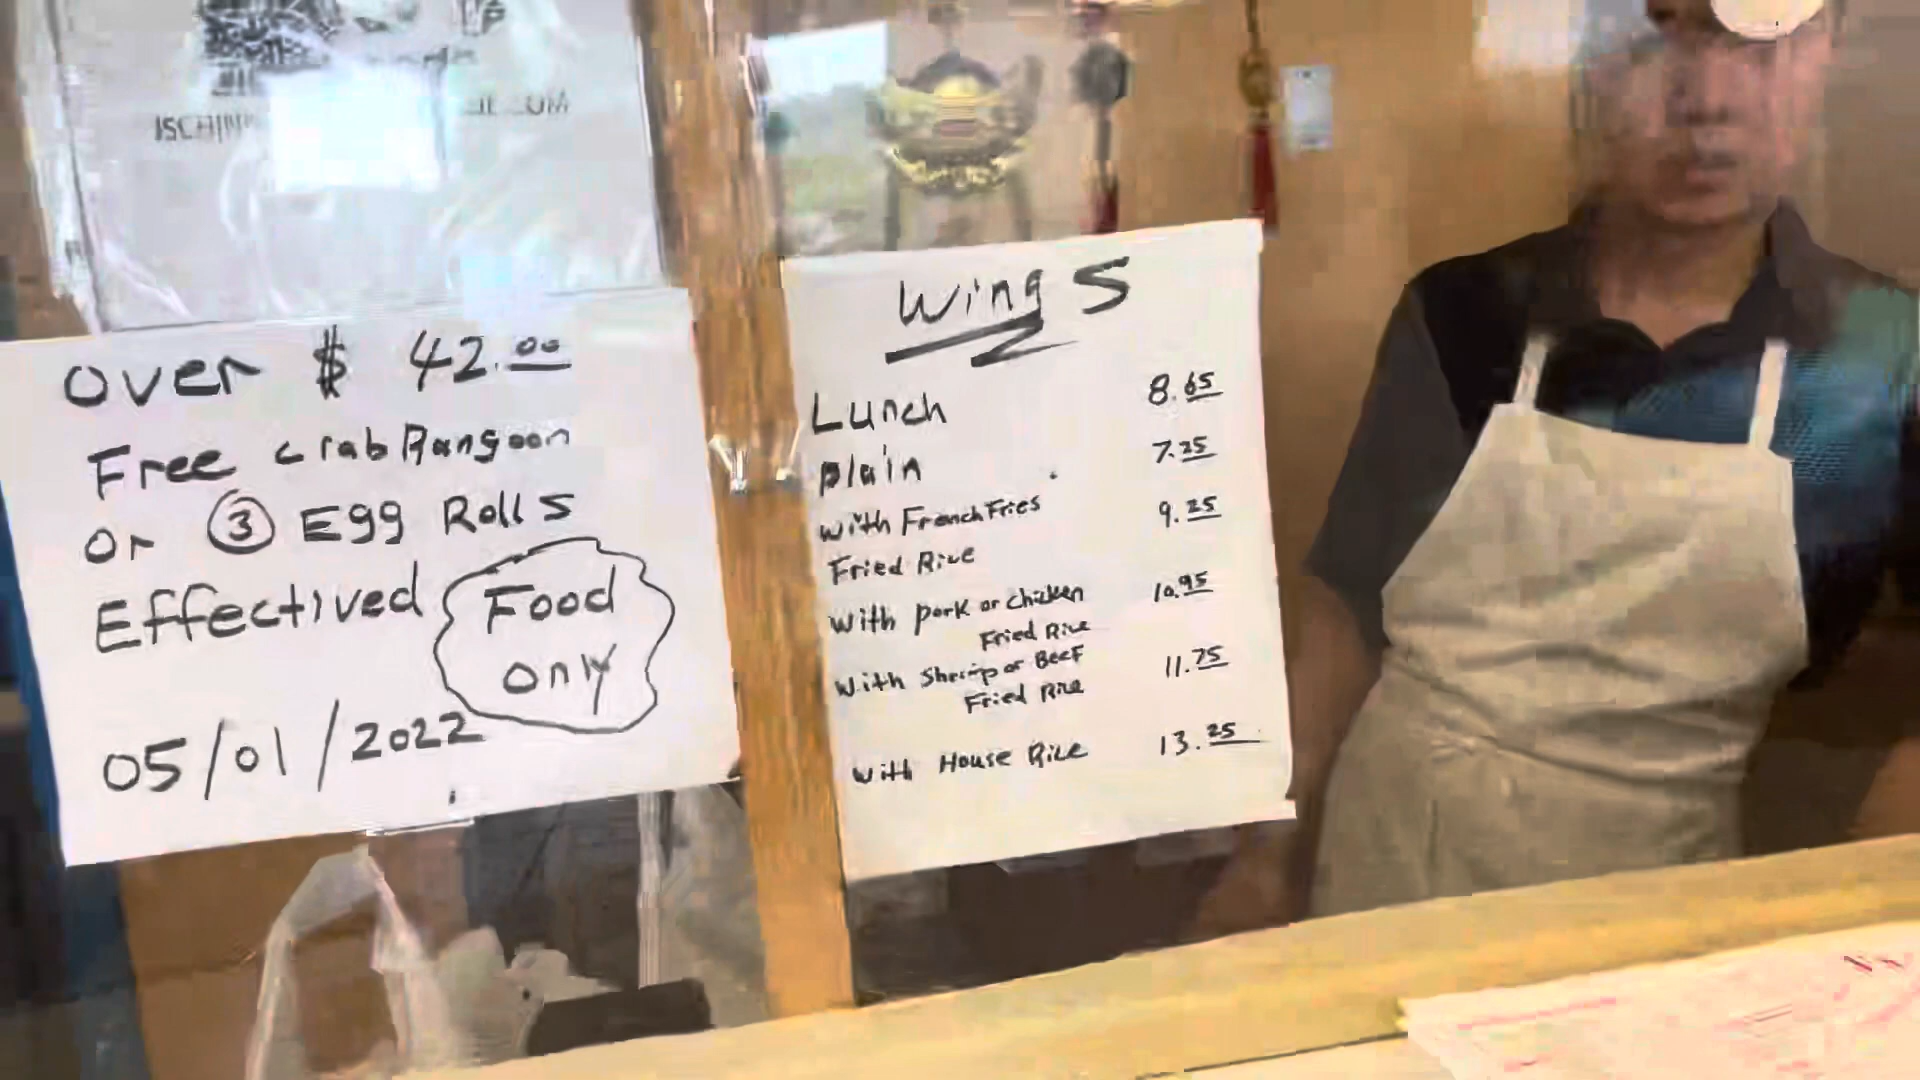 Over $ 42.00
Free crab Rangoon
or 3 Egg Rolls
Effectived
Food
only
05/01/2022
Wings
Lunch 8.65
plain 7.25
with French Fries 9.25
Fried Rice
with pork or chicken 10.95
Fried Rice
with Shrimp or Beef 11.75
Fried Rice
with House Rice 13.25